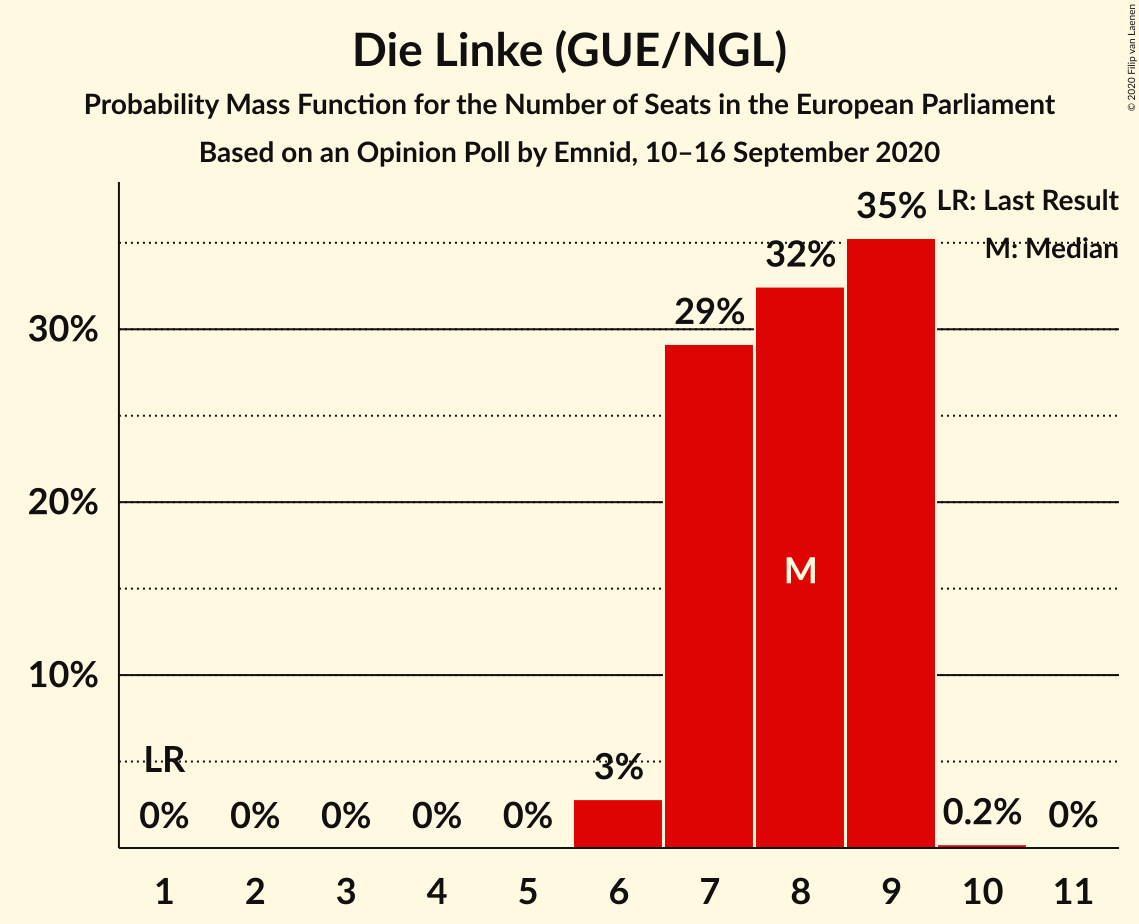 Die Linke (GUE/NGL)
Probability Mass Function for the Number of Seats in the European Parliament
Based on an Opinion Poll by Emnid, 10–16 September 2020
© 2020 Filip van Laenen
LR: Last Result
M: Median
35%
32%
29%
30%
20%
M
10%
LR
3%
0%
0%
0%
0%
0%
0.2%
0%
1 2 3 4 5 6 7 8 9 10 11